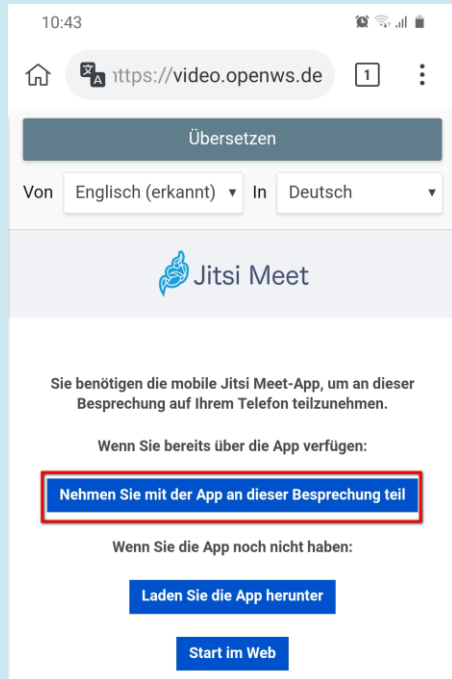 10:43
https://video.openws.de
1
Übersetzen
Von Englisch (erkannt) In Deutsch
Jitsi Meet
Sie benötigen die mobile Jitsi Meet-App, um an dieser
Besprechung auf Ihrem Telefon teilzunehmen.
Wenn Sie bereits über die App verfügen:
Nehmen Sie mit der App an dieser Besprechung teil
Wenn Sie die App noch nicht haben:
Laden Sie die App herunter
Start im Web